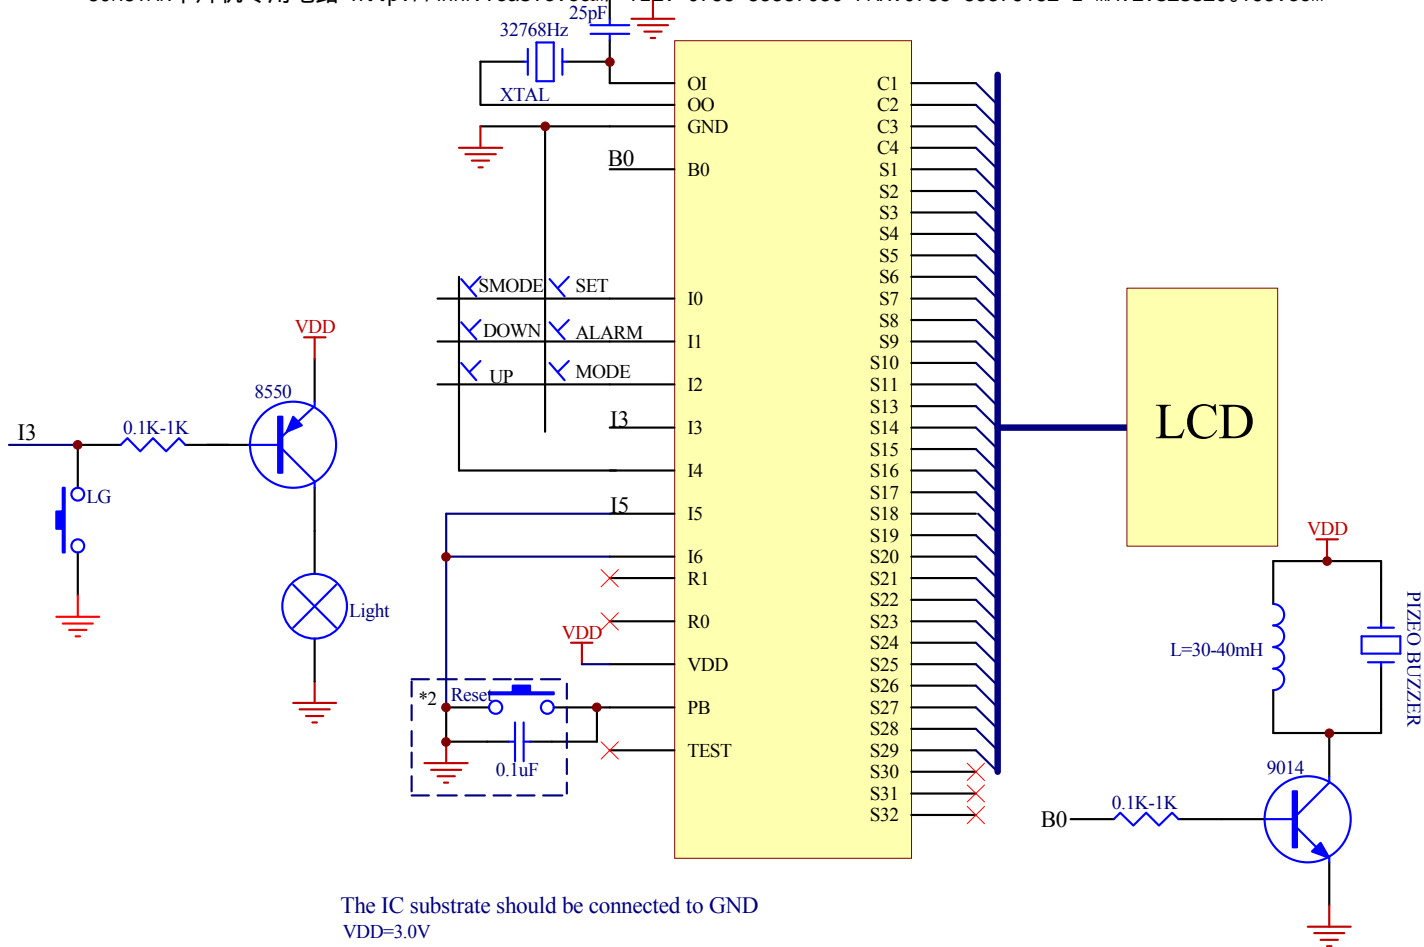 25pF
32768Hz
XTAL
OI
OO
GND
B0
B0
SMODE
SET
I0
DOWN
ALARM
I1
UP
MODE
I2
I3
I3
I4
I5
I5
I6
R1
R0
VDD
VDD
*2
Reset
PB
0.1uF
TEST
C1
C2
C3
C4
S1
S2
S3
S4
S5
S6
S7
S8
S9
S10
S11
S13
S14
S15
S16
S17
S18
S19
S20
S21
S22
S23
S24
S25
S26
S27
S28
S29
S30
S31
S32
LCD
VDD
8550
I3
0.1K-1K
LG
Light
VDD
L=30-40mH
PIZEO BUZZER
9014
B0
0.1K-1K
The IC substrate should be connected to GND
VDD=3.0V